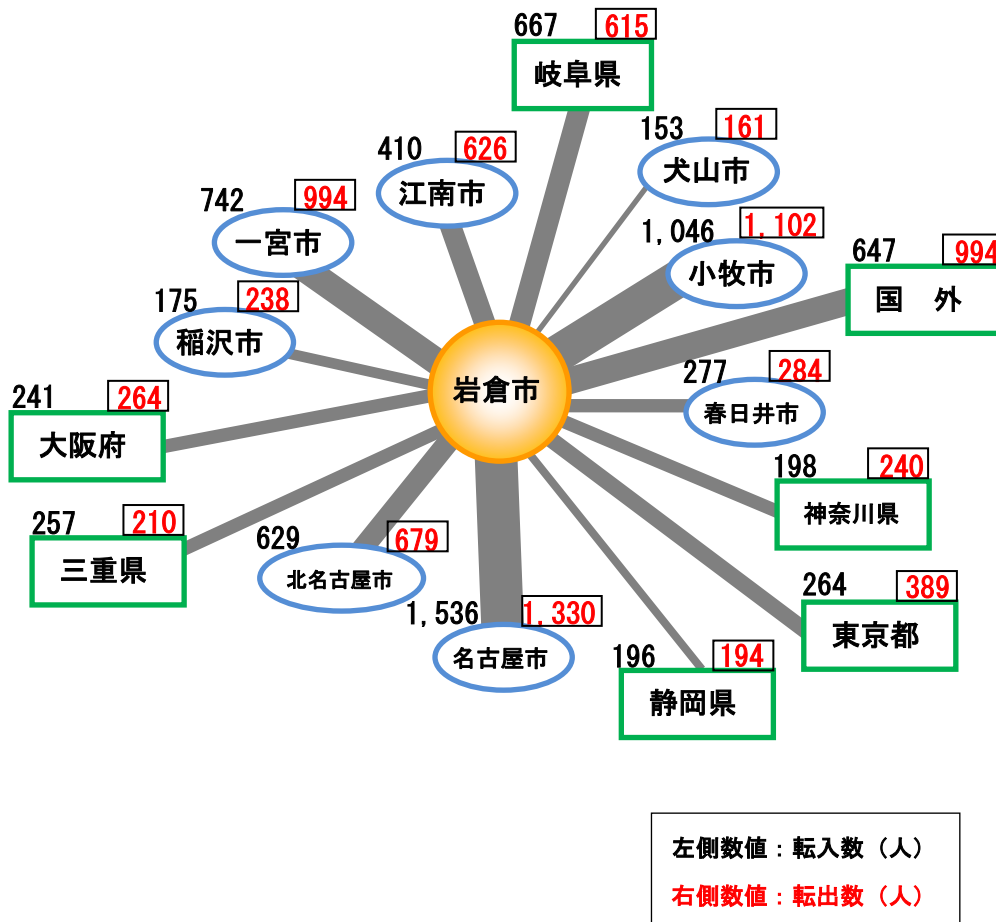 667 615
岐阜県
153 161
犬山市
410 626
江南市
742 994
一宮市
1,046 1,102
小牧市
647 994
国　外
175 238
稲沢市
岩倉市
277 284
春日井市
241 264
大阪府
198 240
神奈川県
257 210
三重県
629 679
北名古屋市
264 389
東京都
1,536 1,330
名古屋市
196 194
静岡県
左側数値：転入数（人）
右側数値：転出数（人）